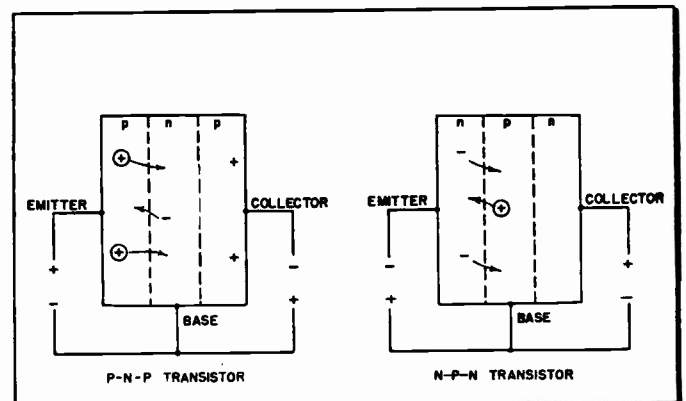 p n p
n p n
+
+
-
+
+
-
+
-
EMITTER
COLLECTOR
EMITTER
COLLECTOR
+
-
-
+
-
+
+
-
BASE
BASE
P-N-P TRANSISTOR
N-P-N TRANSISTOR